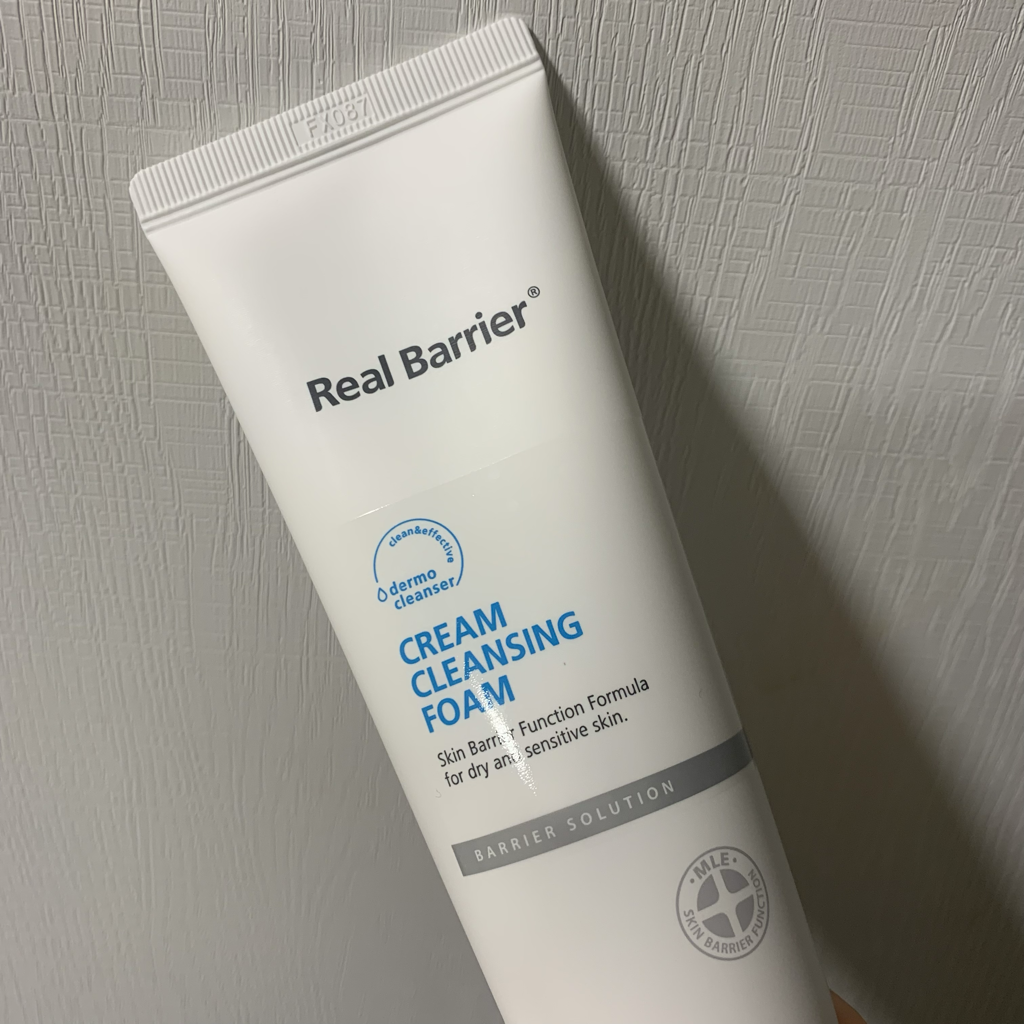 FX087
Real Barrier®
clean&effective
dermo
cleanser
CREAM
CLEANSING
FOAM
Skin Barrier Function Formula
for dry and sensitive skin.
BARRIER SOLUTION
·MLE·
SKIN BARRIER FUNCTION